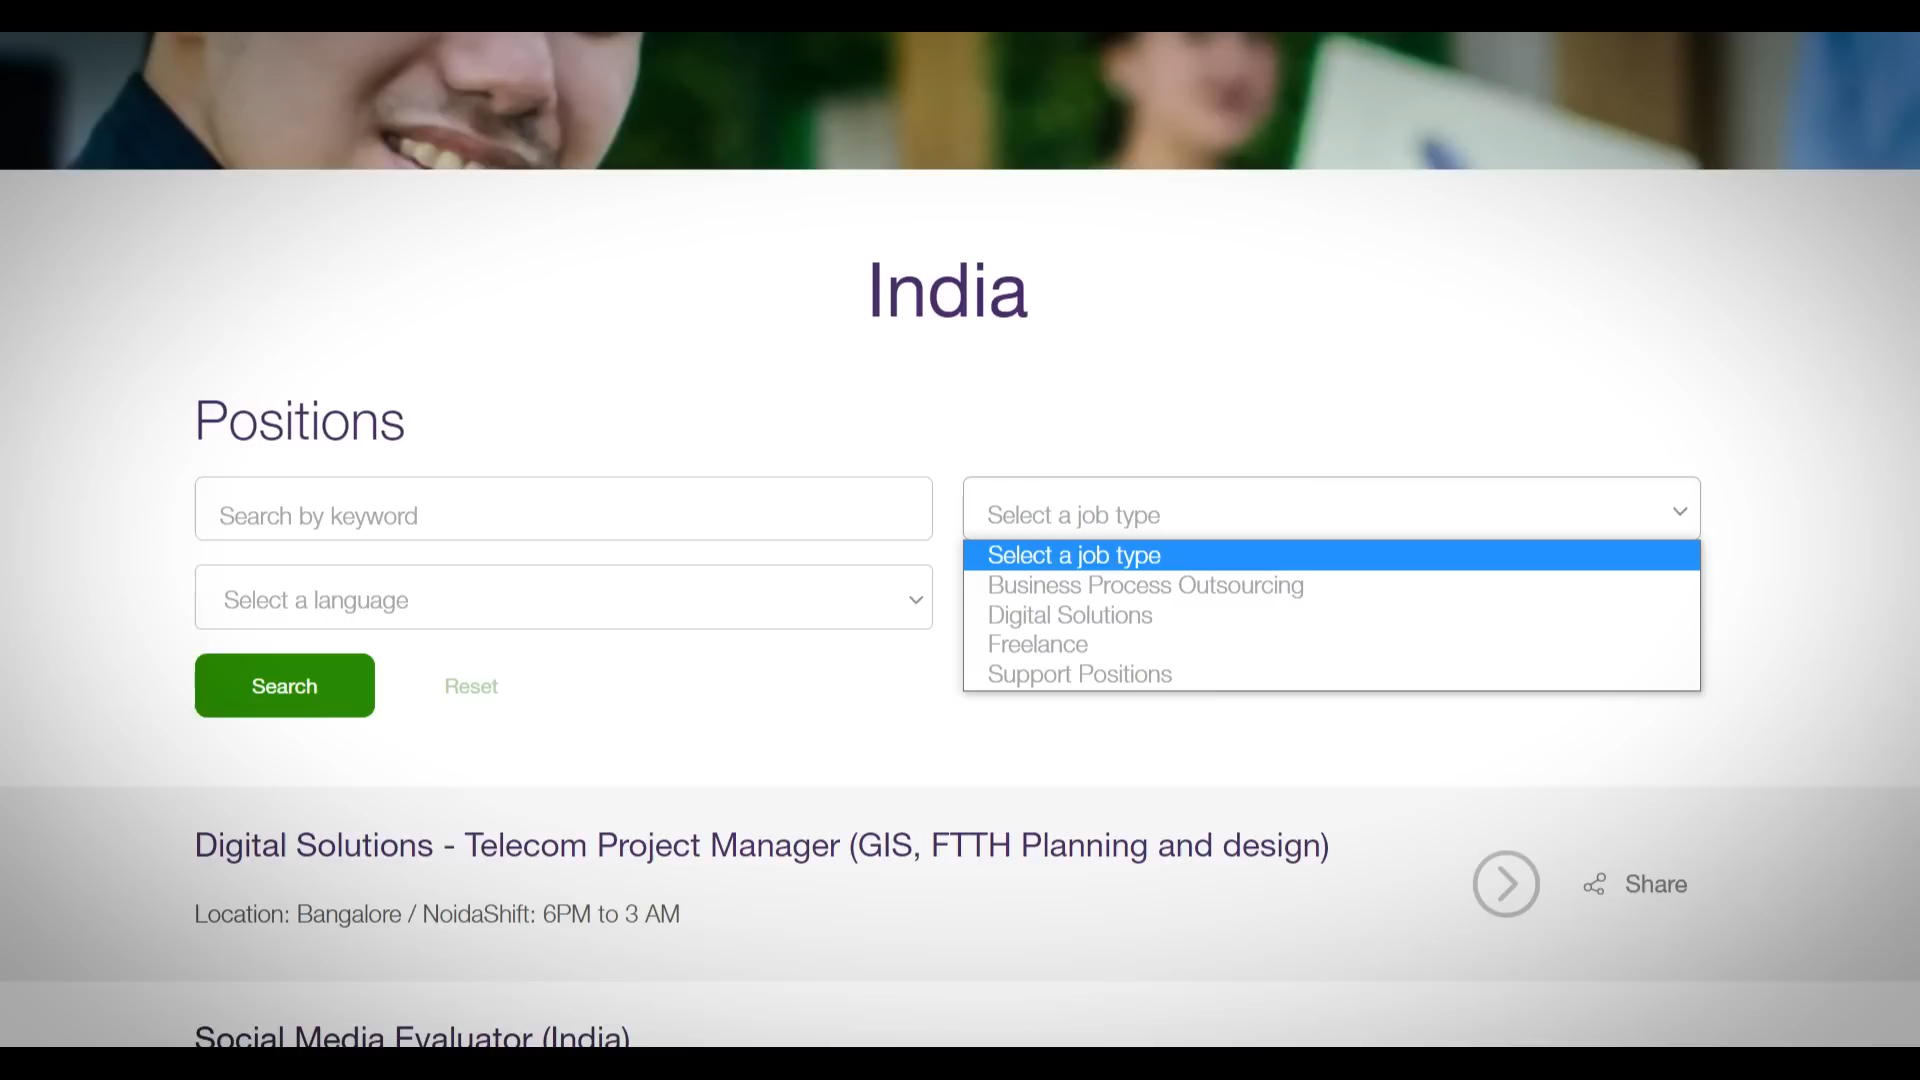 India
Positions
Search by keyword
Select a job type
Select a job type
Business Process Outsourcing
Digital Solutions
Freelance
Support Positions
Select a language
Search
Reset
Digital Solutions - Telecom Project Manager (GIS, FTTH Planning and design)
Location: Bangalore / NoidaShift: 6PM to 3 AM
Share
Social Media Evaluator (India)